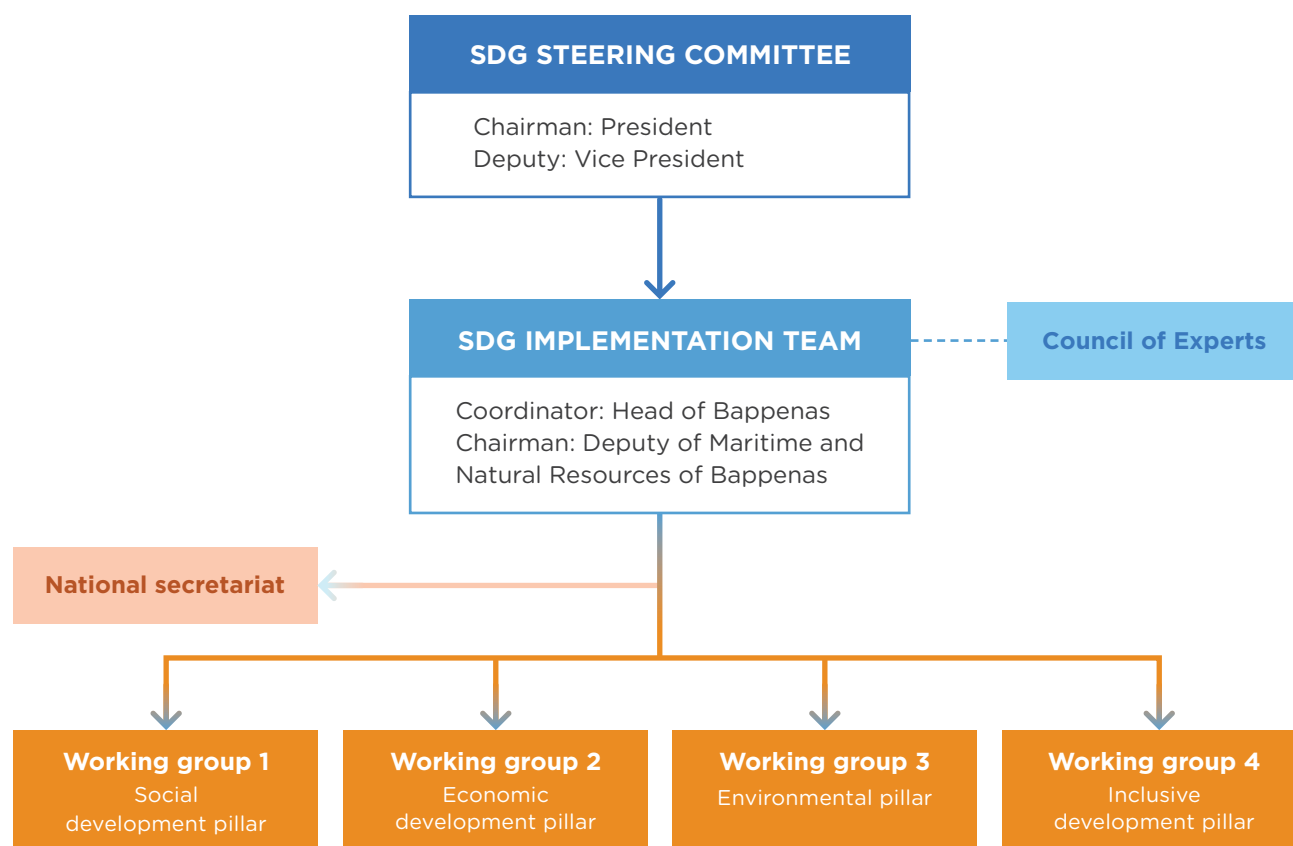 SDG STEERING COMMITTEE
Chairman: President
Deputy: Vice President
SDG IMPLEMENTATION TEAM
Council of Experts
Coordinator: Head of Bappenas
Chairman: Deputy of Maritime and
Natural Resources of Bappenas
National secretariat
Working group 1
Social
development pillar
Working group 2
Economic
development pillar
Working group 3
Environmental pillar
Working group 4
Inclusive
development pillar